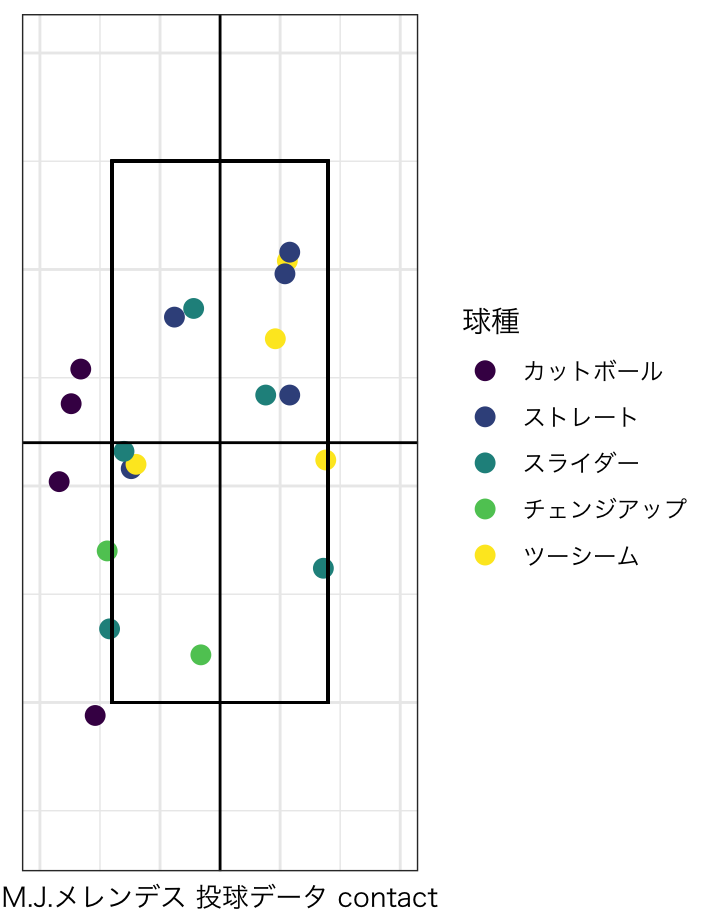 球種
カットボール
ストレート
スライダー
チェンジアップ
ツーシーム
M.J.メレンデス 投球データ contact